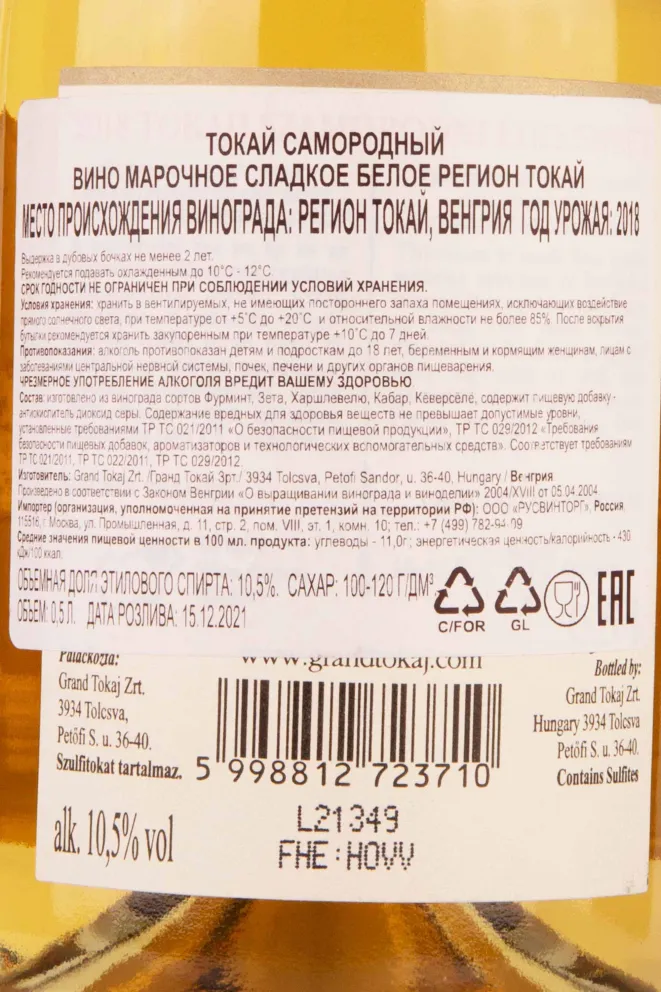 ТОКАЙ САМОРОДНЫЙ
ВИНО МАРОЧНОЕ СЛАДКОЕ БЕЛОЕ РЕГИОН ТОКАЙ
МЕСТО ПРОИСХОЖДЕНИЯ ВИНОГРАДА: РЕГИОН ТОКАЙ, ВЕНГРИЯ ГОД УРОЖАЯ: 2018
Выдержка в дубовых бочках не менее 2 лет.
Рекомендуется подавать охлажденным до 10°С - 12°С.
СРОК ГОДНОСТИ НЕ ОГРАНИЧЕН ПРИ СОБЛЮДЕНИИ УСЛОВИЙ ХРАНЕНИЯ.
Условия хранения: хранить в вентилируемых, не имеющих постороннего запаха помещениях, исключающих воздействие
прямого солнечного света, при температуре от +5°С до +20°С и относительной влажности не более 85%. После вскрытия
бутылки рекомендуется хранить закупоренным при температуре +10°С до 7 дней.
Противопоказания: алкоголь противопоказан детям и подросткам до 18 лет, беременным и кормящим женщинам, лицам с
заболеваниями центральной нервной системы, почек, печени и других органов пищеварения.
ЧРЕЗМЕРНОЕ УПОТРЕБЛЕНИЕ АЛКОГОЛЯ ВРЕДИТ ВАШЕМУ ЗДОРОВЬЮ
Состав: изготовлено из винограда сортов Фурминт, Зета, Харшлевелю, Кабар, Кёверсёлё, содержит пищевую добавку-
антиокислитель диоксид серы. Содержание вредных для здоровья веществ не превышает допустимые уровни,
установленные требованиями ТР ТС 021/2011 «О безопасности пищевой продукции», ТР ТС 029/2012 «Требования
безопасности пищевых добавок, ароматизаторов и технологических вспомогательных средств». Соответствует требованиям
ТР ТС 021/2011, ТР ТС 022/2011, ТР ТС 029/2012.
Изготовитель: Grand Tokaj Zrt. /Гранд Токай Зрт./ 3934 Tolcsva, Petofi Sandor, u. 36-40, Hungary / Венгрия
Произведено в соответствии с Законом Венгрии «О выращивании винограда и виноделии» 2004/XVIII от 05.04.2004
Импортер (организация, уполномоченная на принятие претензий на территории РФ): ООО «РУСВИНТОРГ», Россия,
115516, г. Москва, ул. Промышленная, д. 11, стр. 2, пом. VIII, эт. 1, комн. 10; тел.: +7 (499) 782-94-09
Средние значения пищевой ценности в 100 мл. продукта: углеводы - 11,0г; энергетическая ценность/калорийность - 430
кДж/100 ккал.
ОБЪЕМНАЯ ДОЛЯ ЭТИЛОВОГО СПИРТА: 10,5%. САХАР: 100-120 Г/ДМ³
ОБЪЕМ: 0,5 Л. ДАТА РОЗЛИВА: 15.12.2021
C/FOR GL EAC
Palackozta:
Grand Tokaj Zrt.
3934 Tolcsva,
Petőfi S. u. 36-40.
Szulfitokat tartalmaz.
alk. 10,5% vol
www.grandtokaj.com
5 998812 723710
L21349
FHE:HOVV
Bottled by:
Grand Tokaj Zrt.
Hungary 3934 Tolcsva
Petőfi S. u. 36-40.
Contains Sulfites